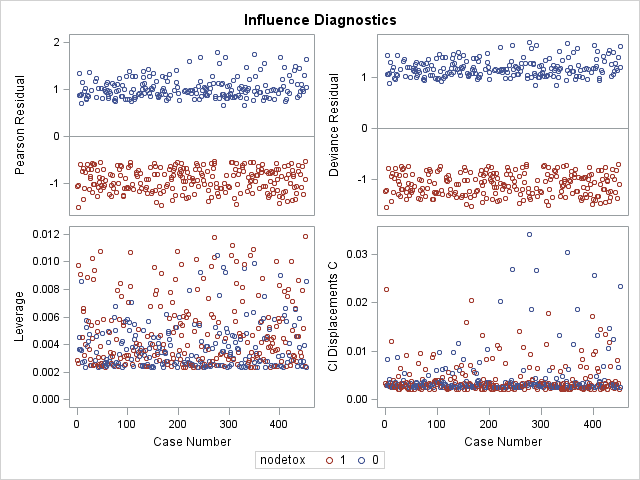 Influence Diagnostics
Pearson Residual
2
1
0
-1
Deviance Residual
1
0
-1
Leverage
0.012
0.010
0.008
0.006
0.004
0.002
0.000
0 100 200 300 400
Case Number
CI Displacements C
0.03
0.02
0.01
0.00
0 100 200 300 400
Case Number
nodetox 1 0